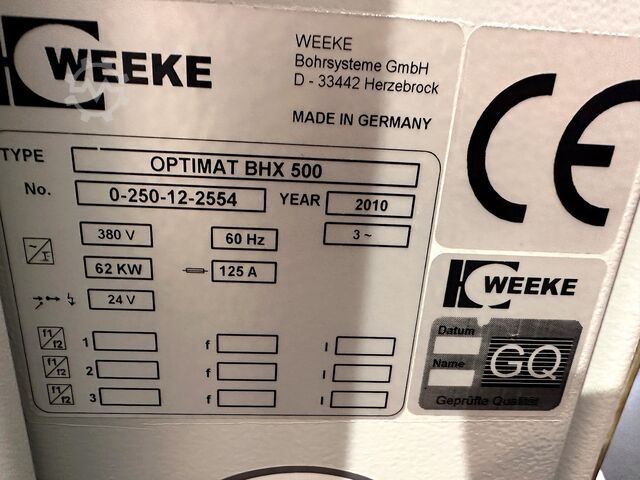 WEEKE
WEEKE
Bohrsysteme GmbH
D - 33442 Herzebrock
MADE IN GERMANY
TYPE OPTIMAT BHX 500
No. 0-250-12-2554 YEAR 2010
380 V 60 Hz 3 ~
62 KW 125 A
24 V
f1/f2 1 f I
f1/f2 2 f I
f1/f2 3 f I
CE
WEEKE
Datum
Name
GQ
Geprüfte Qualität